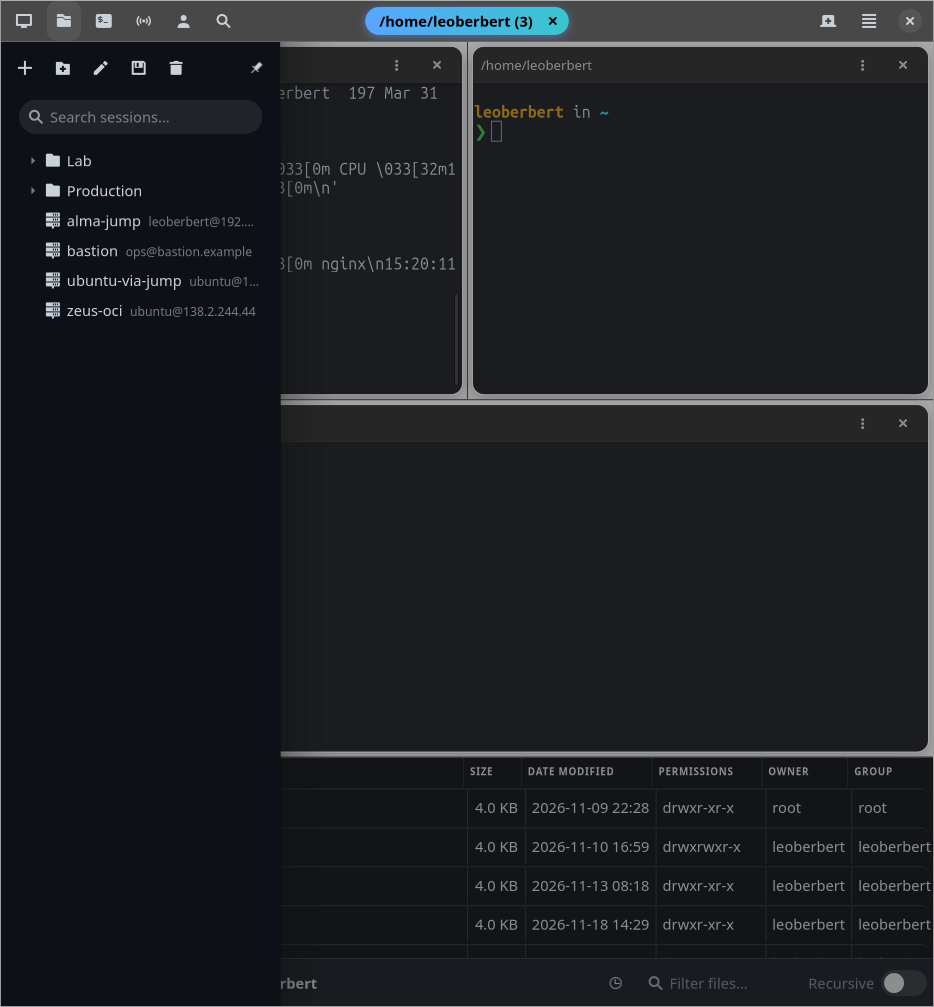 /home/leoberbert (3)
Search sessions...
Lab
Production
alma-jump leoberbert@192....
bastion ops@bastion.example
ubuntu-via-jump ubuntu@1...
zeus-oci ubuntu@138.2.244.44
erbert 197 Mar 31
033[0m CPU \033[32m1
3[0m\n'
3[0m nginx\n15:20:11
/home/leoberbert
leoberbert in ~
❯
SIZE DATE MODIFIED PERMISSIONS OWNER GROUP
4.0 KB 2026-11-09 22:28 drwxr-xr-x root root
4.0 KB 2026-11-10 16:59 drwxrwxr-x leoberbert leoberbert
4.0 KB 2026-11-13 08:18 drwxr-xr-x leoberbert leoberbert
4.0 KB 2026-11-18 14:29 drwxr-xr-x leoberbert leoberbert
rbert Filter files... Recursive